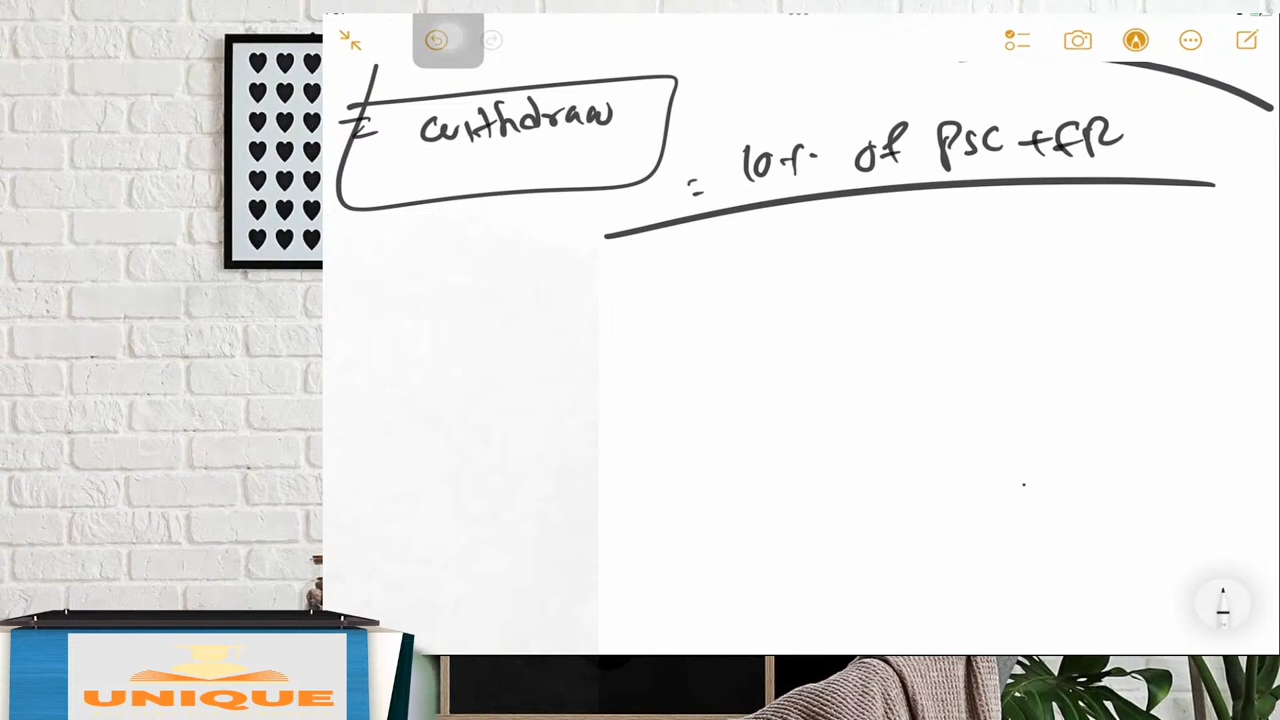 withdraw
= 10% of PSC + FR
UNIQUE